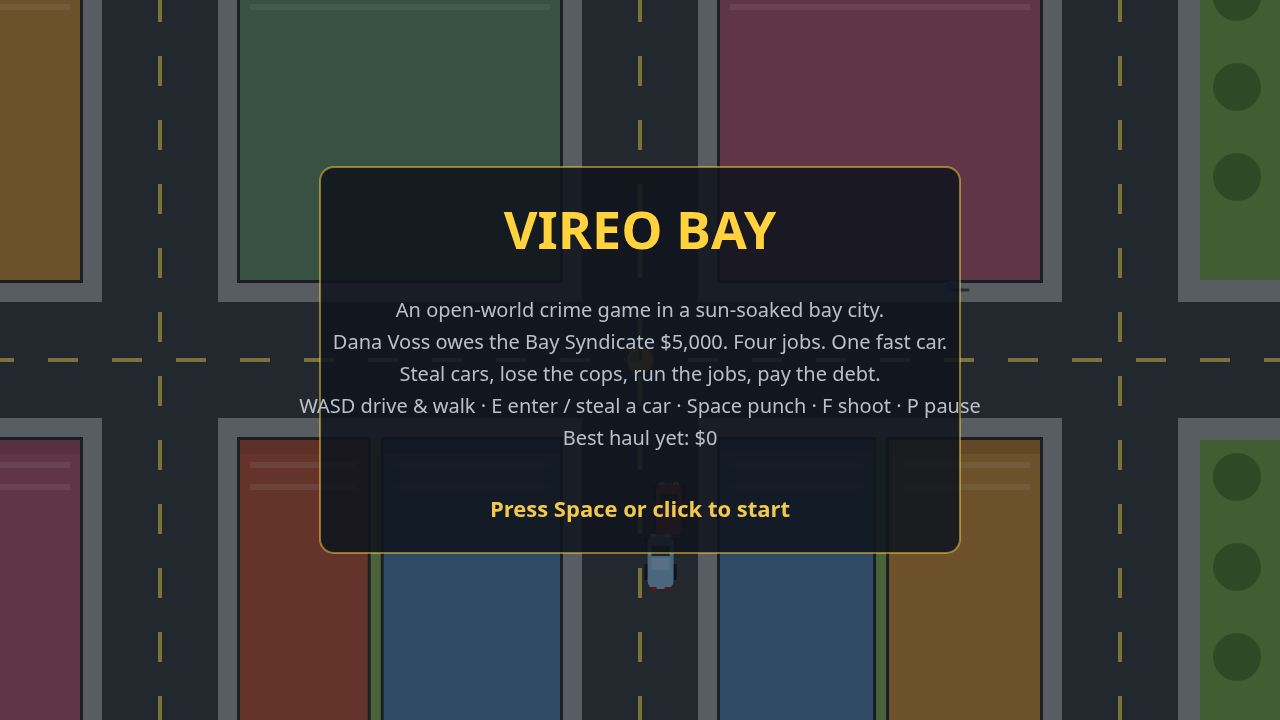 VIREO BAY
An open-world crime game in a sun-soaked bay city.
Dana Voss owes the Bay Syndicate $5,000. Four jobs. One fast car.
Steal cars, lose the cops, run the jobs, pay the debt.
WASD drive & walk · E enter / steal a car · Space punch · F shoot · P pause
Best haul yet: $0
Press Space or click to start